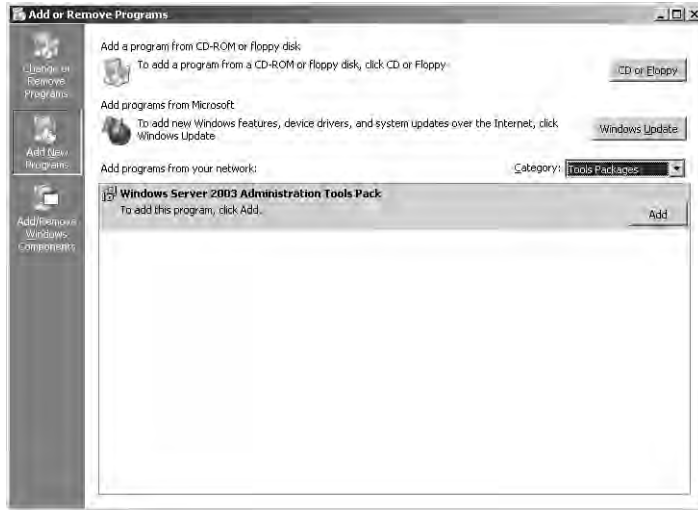 Add or Remove Programs
Change or
Remove
Programs
Add New
Programs
Add/Remove
Windows
Components
Add a program from CD-ROM or floppy disk
To add a program from a CD-ROM or floppy disk, click CD or Floppy
CD or Floppy
Add programs from Microsoft
To add new Windows features, device drivers, and system updates over the Internet, click
Windows Update
Windows Update
Add programs from your network:
Category:
Tools Packages
Windows Server 2003 Administration Tools Pack
To add this program, click Add.
Add